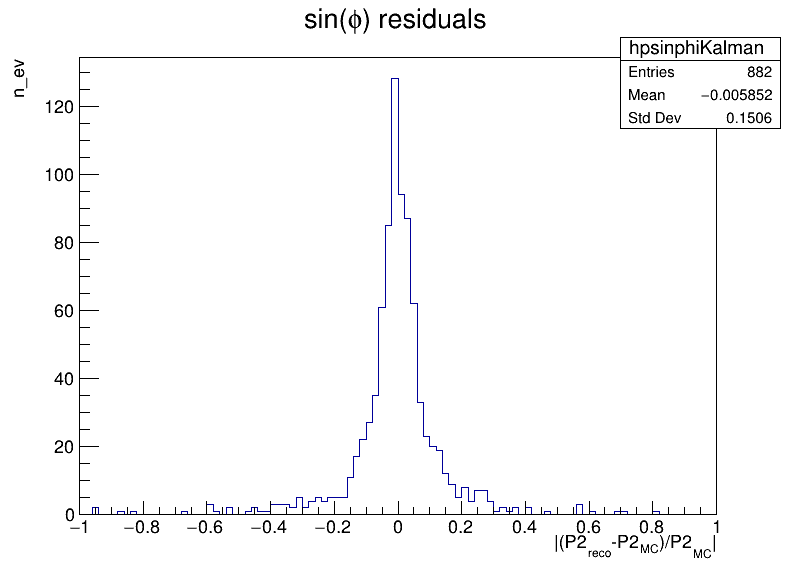 sin(ϕ) residuals
hpsinphiKalman
Entries 882
Mean −0.005852
Std Dev 0.1506
n_ev
120
100
80
60
40
20
0
−1 −0.8 −0.6 −0.4 −0.2 0 0.2 0.4 0.6 0.8 1
|(P2reco-P2MC)/P2MC|